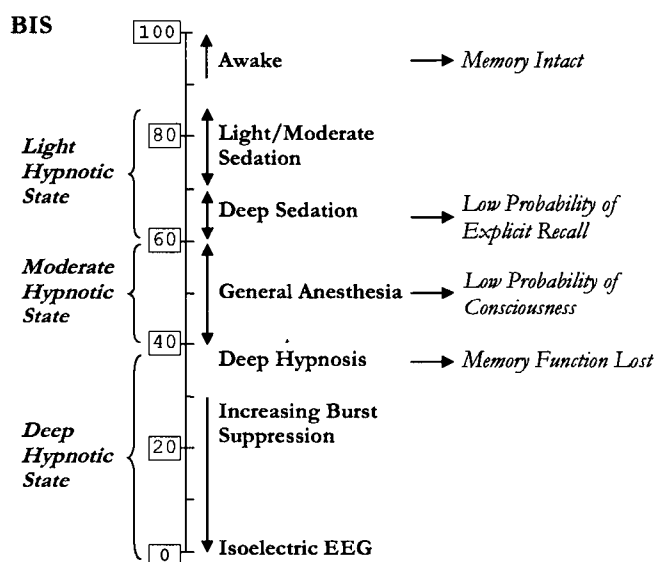 BIS
100
Awake
Memory Intact
80
Light/Moderate
Sedation
Light
Hypnotic
State
Deep Sedation
Low Probability of
Explicit Recall
60
Moderate
Hypnotic
State
General Anesthesia
Low Probability of
Consciousness
40
Deep Hypnosis
Memory Function Lost
Increasing Burst
Suppression
Deep
Hypnotic
State
20
0
Isoelectric EEG